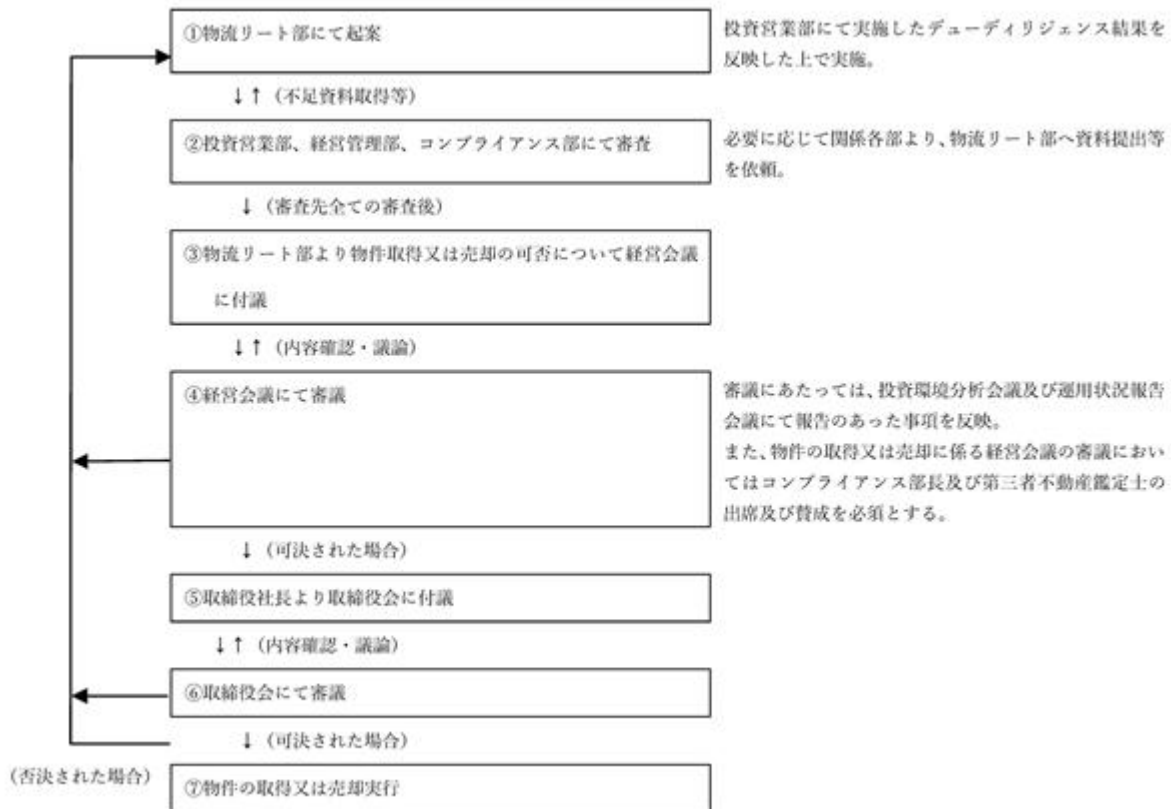 ①物流リート部にて起案
投資営業部にて実施したデューディリジェンス結果を
反映した上で実施。
↓↑（不足資料取得等）
②投資営業部、経営管理部、コンプライアンス部にて審査
必要に応じて関係各部より、物流リート部へ資料提出等
を依頼。
↓（審査先全ての審査後）
③物流リート部より物件取得又は売却の可否について経営会議
に付議
↓↑（内容確認・議論）
④経営会議にて審議
審議にあたっては、投資環境分析会議及び運用状況報告
会議にて報告のあった事項を反映。
また、物件の取得又は売却に係る経営会議の審議におい
てはコンプライアンス部長及び第三者不動産鑑定士の
出席及び賛成を必須とする。
↓（可決された場合）
⑤取締役社長より取締役会に付議
↓↑（内容確認・議論）
⑥取締役会にて審議
↓（可決された場合）
（否決された場合）
⑦物件の取得又は売却実行